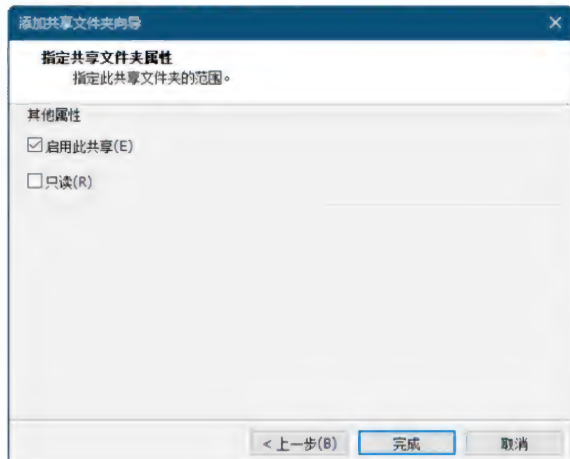 添加共享文件夹向导
指定共享文件夹属性
指定此共享文件夹的范围。
其他属性
启用此共享(E)
只读(R)
< 上一步(B)
完成
取消